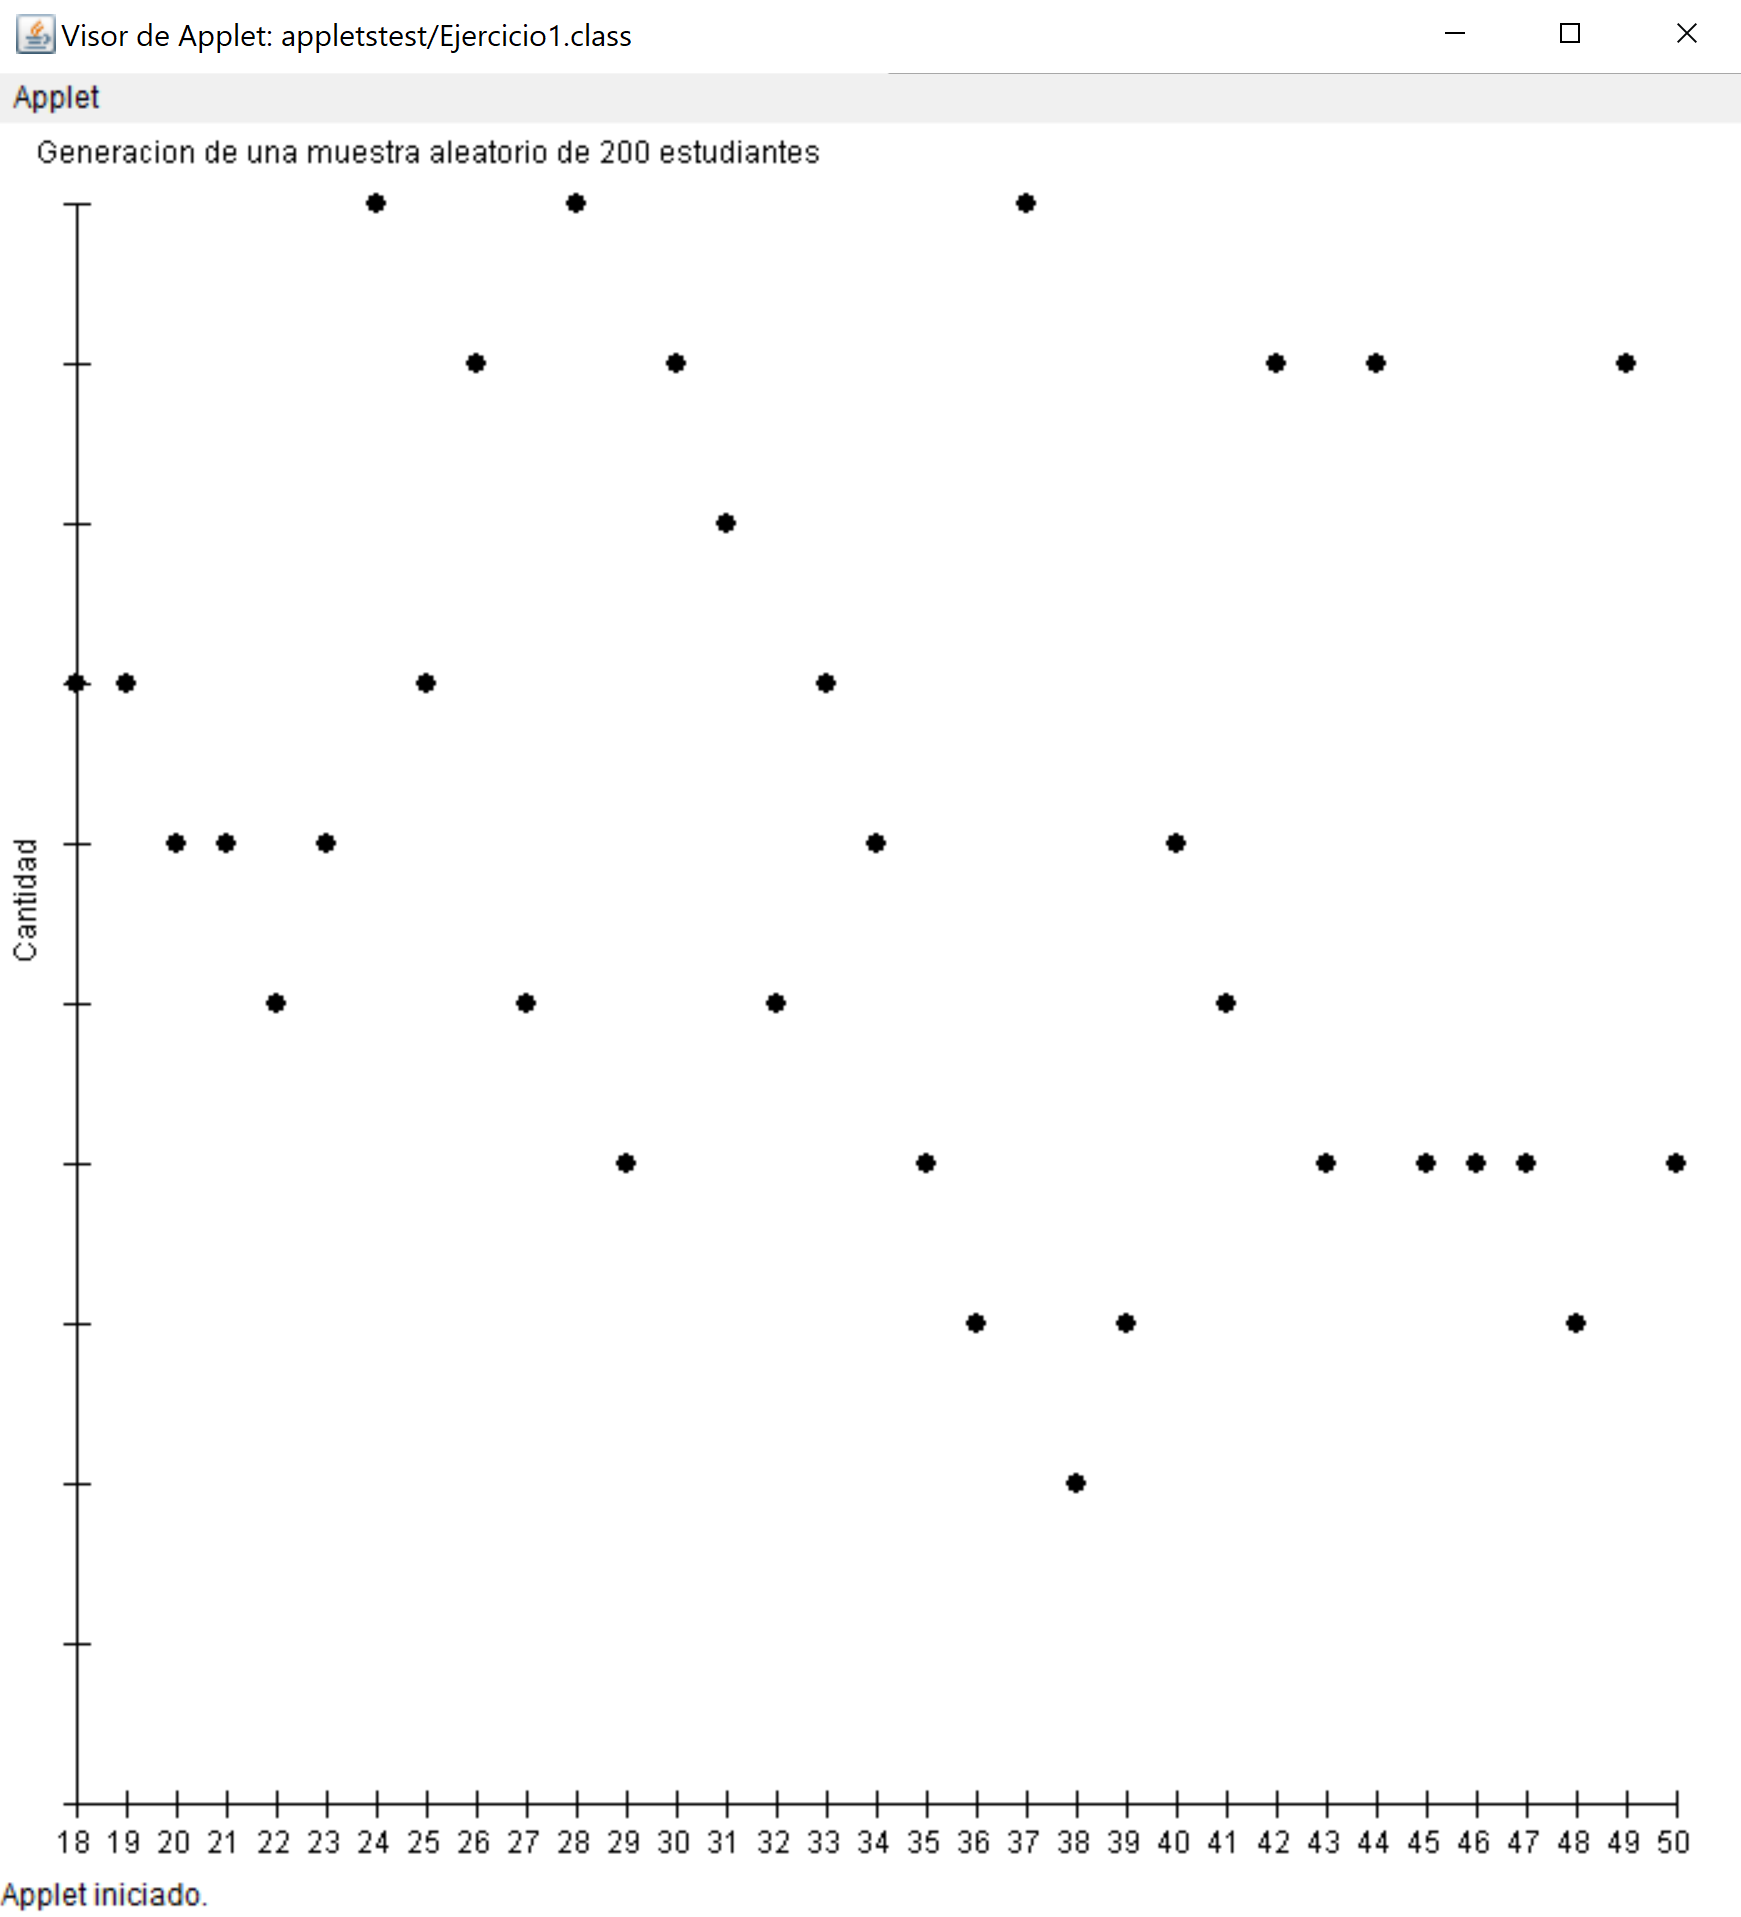 Visor de Applet: appletstest/Ejercicio1.class
Applet
Generacion de una muestra aleatorio de 200 estudiantes
Cantidad
18 19 20 21 22 23 24 25 26 27 28 29 30 31 32 33 34 35 36 37 38 39 40 41 42 43 44 45 46 47 48 49 50
Applet iniciado.